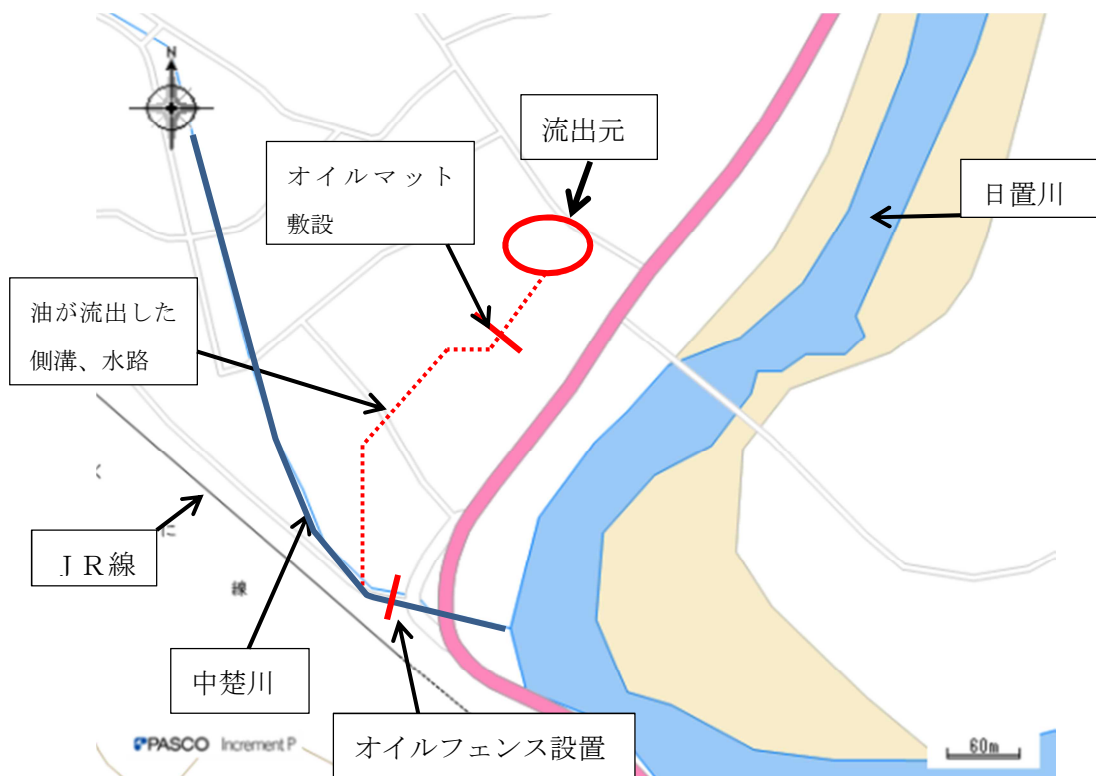 N
流出元
オイルマット
敷設
日置川
油が流出した
側溝、水路
く
に
線
ＪＲ線
中楚川
オイルフェンス設置
PASCO Increment P
60m